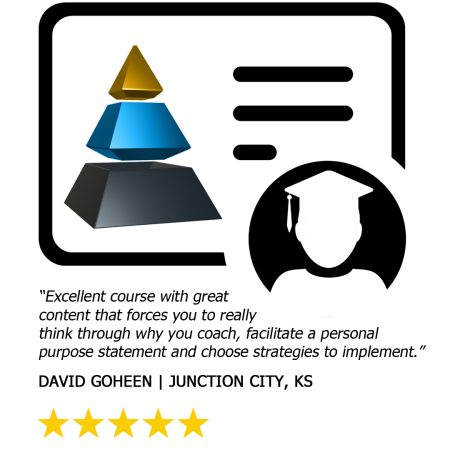 “Excellent course with great
content that forces you to really
think through why you coach, facilitate a personal
purpose statement and choose strategies to implement.”
DAVID GOHEEN | JUNCTION CITY, KS